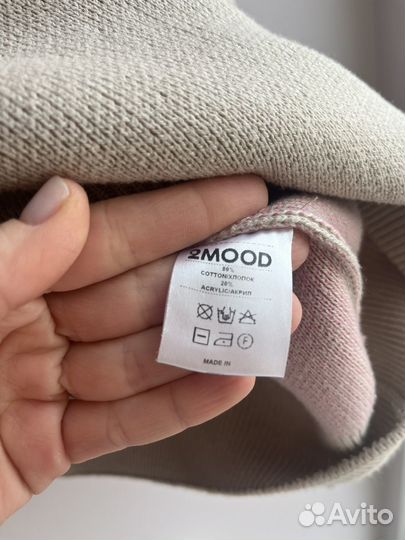 2MOOD
80%
COTTON/ХЛОПОК
20%
ACRYLIC/АКРИЛ
F
MADE IN
Avito